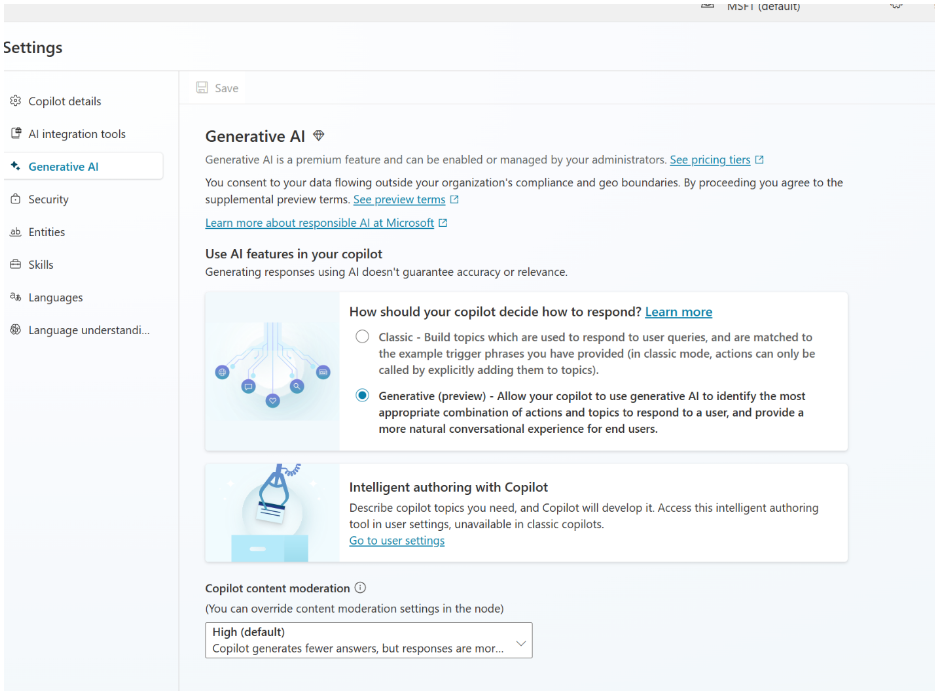 MSFT (default)
Settings
Save
Copilot details
AI integration tools
Generative AI
Security
Entities
Skills
Languages
Language understandi...
Generative AI
Generative AI is a premium feature and can be enabled or managed by your administrators. See pricing tiers
You consent to your data flowing outside your organization's compliance and geo boundaries. By proceeding you agree to the
supplemental preview terms. See preview terms
Learn more about responsible AI at Microsoft
Use AI features in your copilot
Generating responses using AI doesn't guarantee accuracy or relevance.
How should your copilot decide how to respond? Learn more
Classic - Build topics which are used to respond to user queries, and are matched to
the example trigger phrases you have provided (in classic mode, actions can only be
called by explicitly adding them to topics).
Generative (preview) - Allow your copilot to use generative AI to identify the most
appropriate combination of actions and topics to respond to a user, and provide a
more natural conversational experience for end users.
Intelligent authoring with Copilot
Describe copilot topics you need, and Copilot will develop it. Access this intelligent authoring
tool in user settings, unavailable in classic copilots.
Go to user settings
Copilot content moderation
(You can override content moderation settings in the node)
High (default)
Copilot generates fewer answers, but responses are mor...